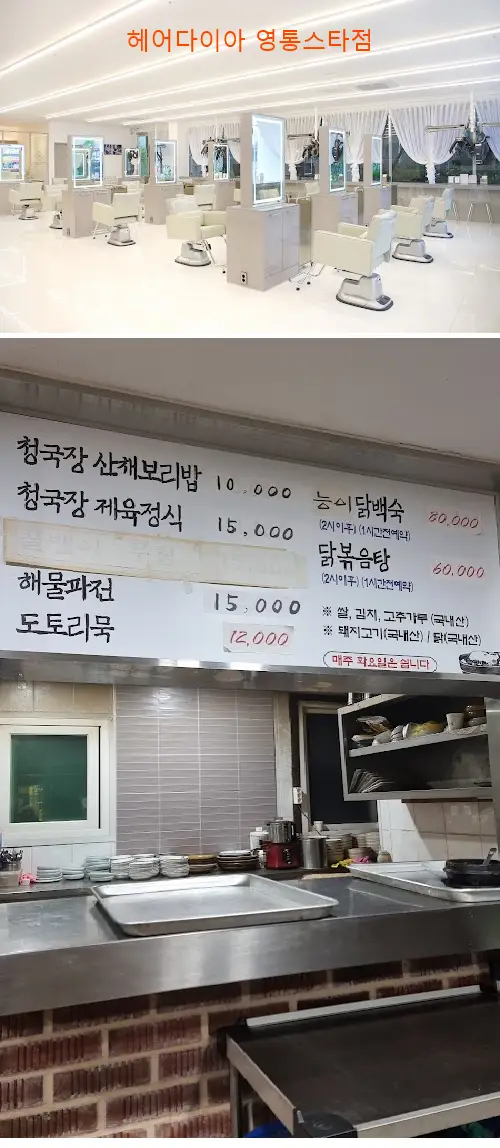 헤어다이아 영통스타점
청국장 산채보리밥 10,000
청국장 제육정식 15,000
해물파전 15,000
도토리묵 12,000
능이닭백숙 80,000
(2시이후) (1시간전예약)
닭볶음탕 60,000
(2시이후) (1시간전예약)
※ 쌀, 김치, 고추가루 (국내산)
※ 돼지고기(국내산) / 닭(국내산)
매주 화요일은 쉽니다